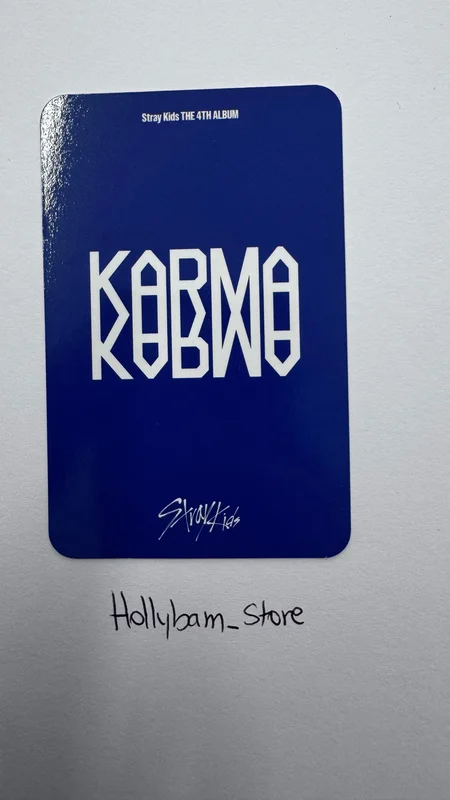 Stray Kids THE 4TH ALBUM
KARMA
Stray Kids
Hollybam_Store